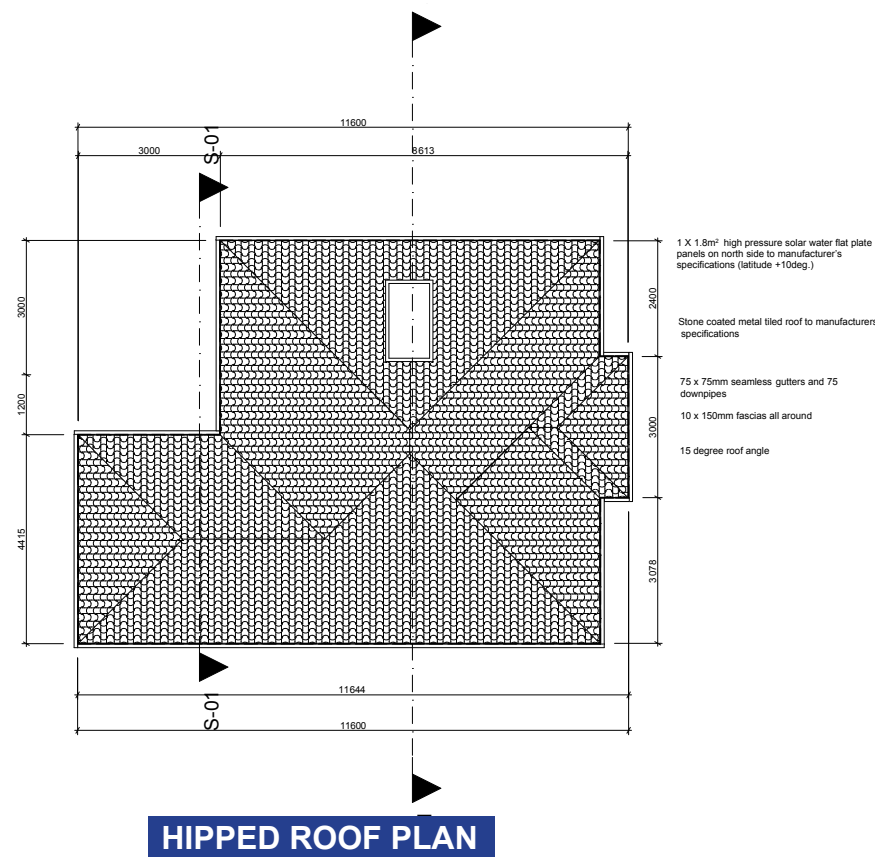 11600
3000
8613
S-01
1 X 1.8m² high pressure solar water flat plate
panels on north side to manufacturer's
specifications (latitude +10deg.)
3000
2400
Stone coated metal tiled roof to manufacturers
specifications
75 x 75mm seamless gutters and 75
downpipes
1200
10 x 150mm fascias all around
3000
15 degree roof angle
4415
3078
S-01
11644
11600
HIPPED ROOF PLAN